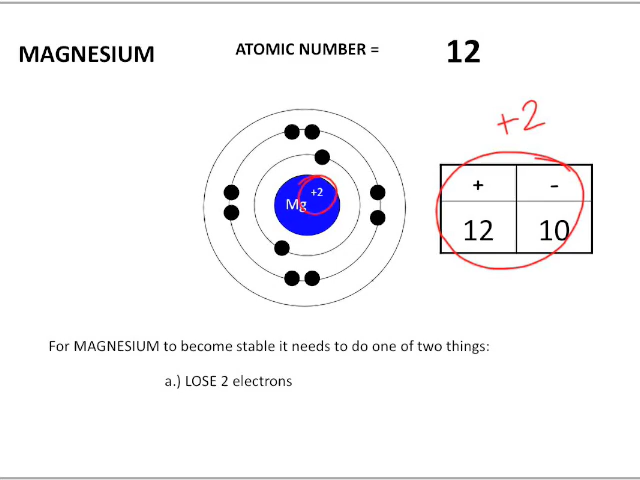 MAGNESIUM ATOMIC NUMBER = 12
+2
+ -
12 10
Mg +2
For MAGNESIUM to become stable it needs to do one of two things:
a.) LOSE 2 electrons